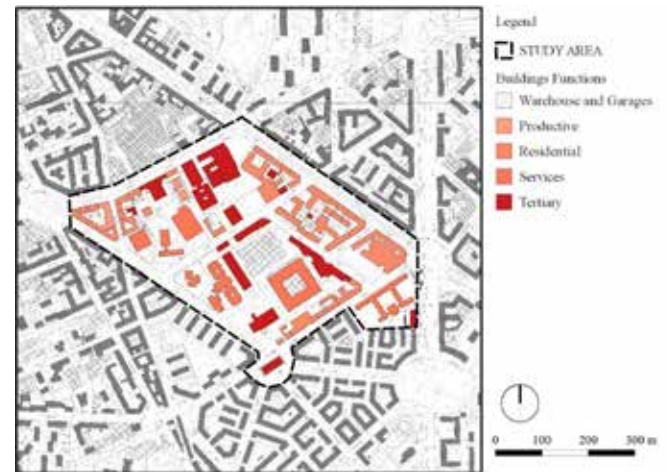 Legend
STUDY AREA
Buildings Functions
Warehouse and Garages
Productive
Residential
Services
Tertiary
0 100 200 300 m